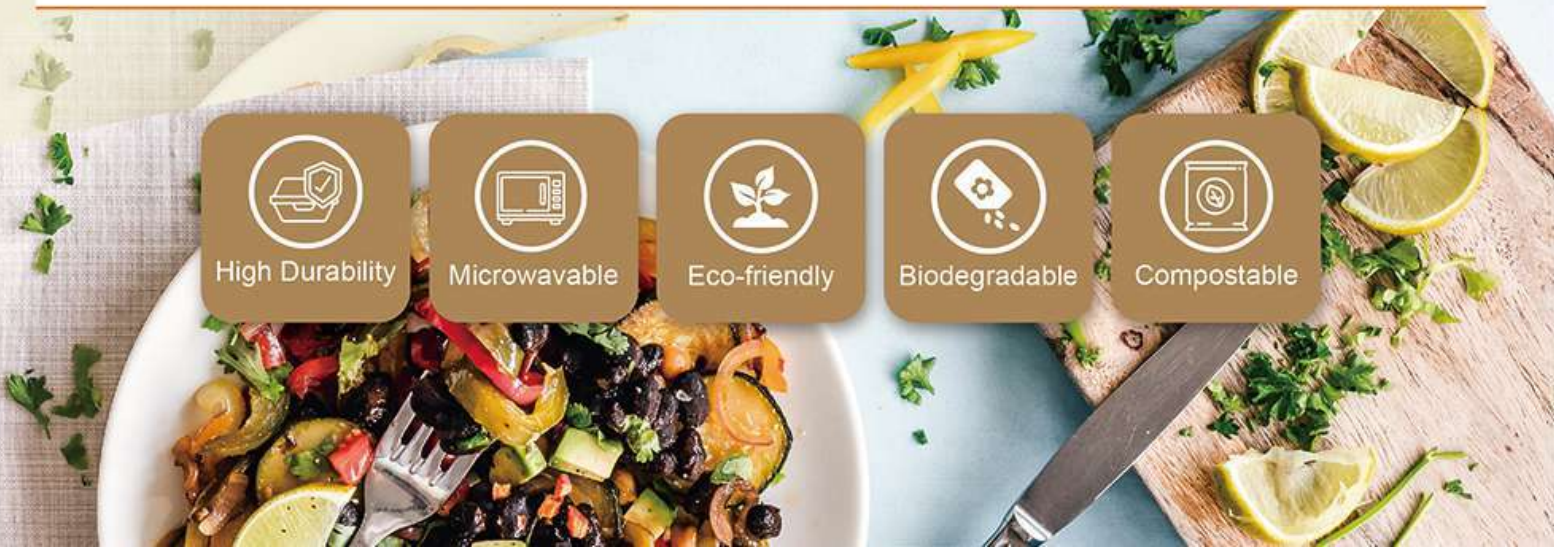 High Durability
Microwavable
Eco-friendly
Biodegradable
Compostable